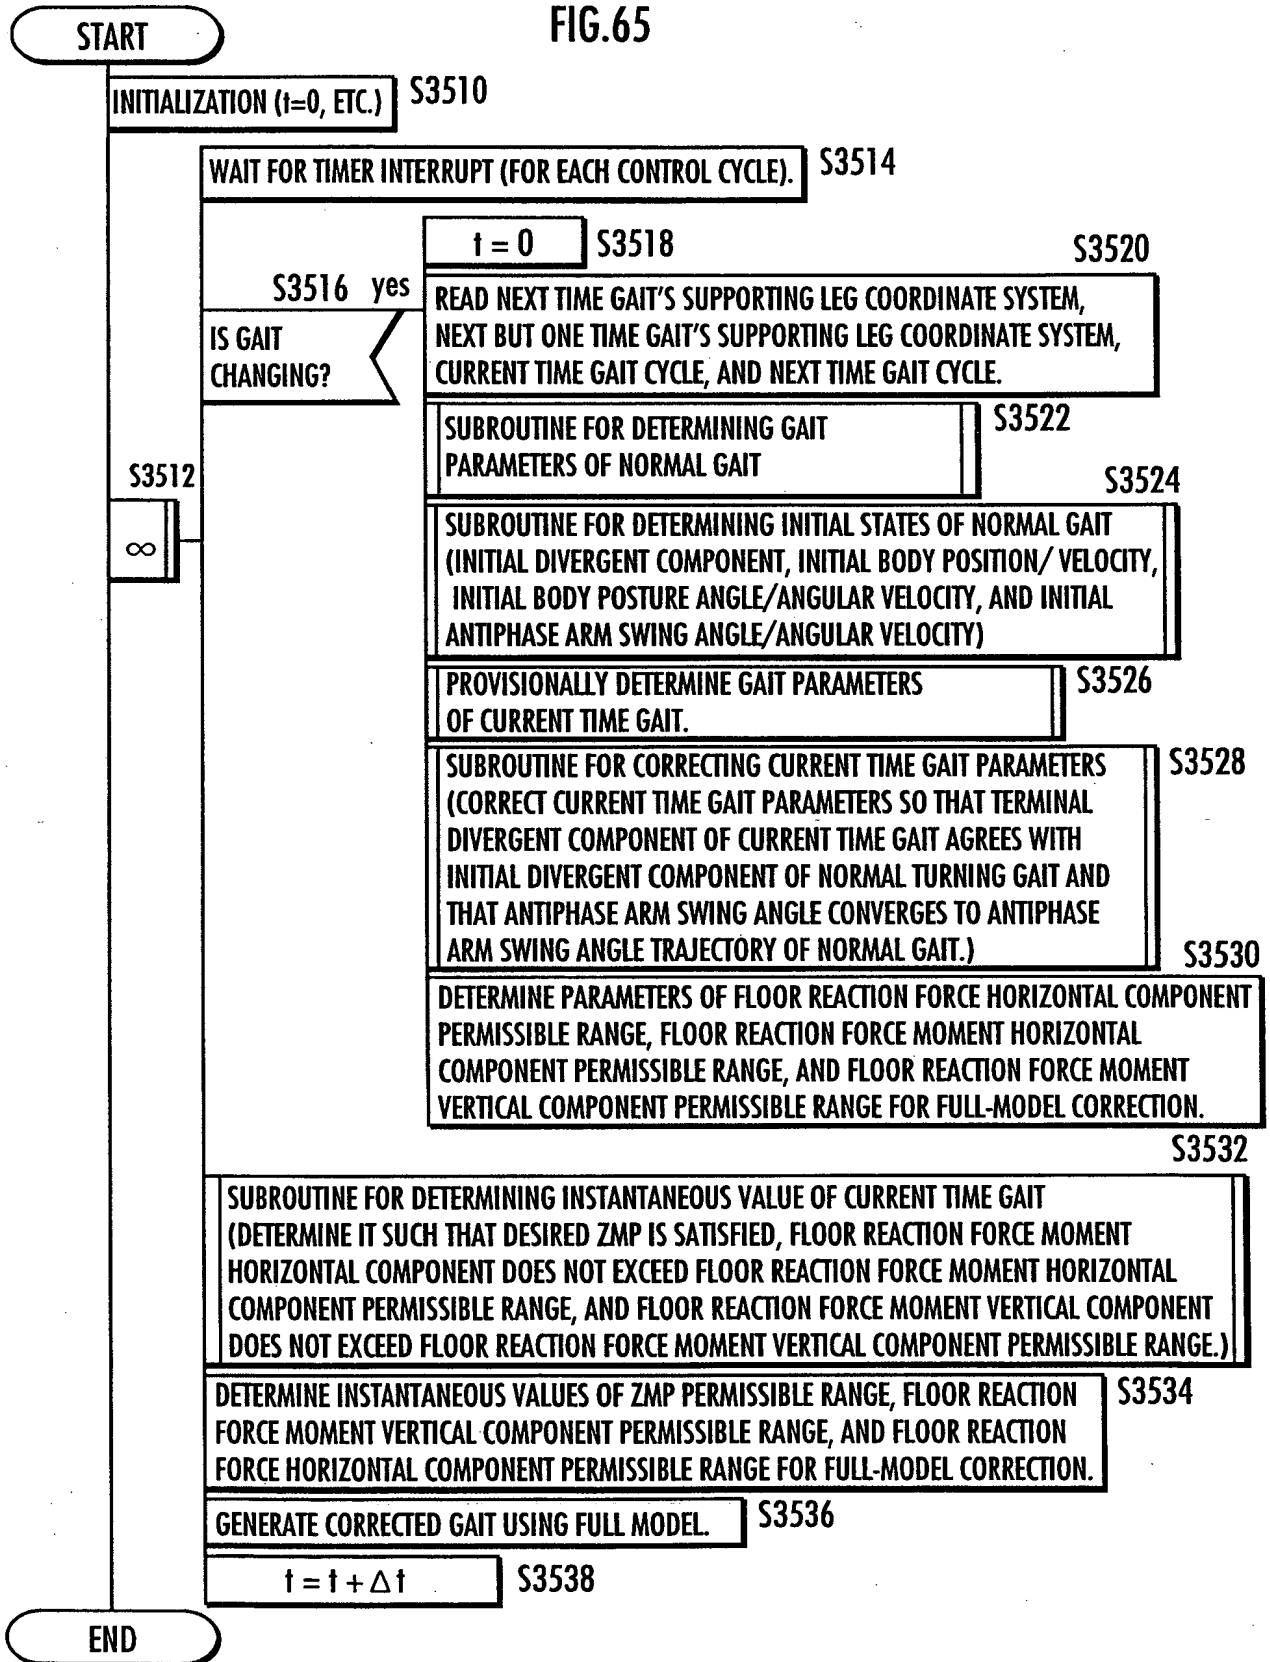 FIG.65
START
INITIALIZATION (t=0, ETC.)
S3510
WAIT FOR TIMER INTERRUPT (FOR EACH CONTROL CYCLE).
S3514
t = 0
S3518
S3520
S3516 yes
IS GAIT
CHANGING?
READ NEXT TIME GAIT'S SUPPORTING LEG COORDINATE SYSTEM,
NEXT BUT ONE TIME GAIT'S SUPPORTING LEG COORDINATE SYSTEM,
CURRENT TIME GAIT CYCLE, AND NEXT TIME GAIT CYCLE.
SUBROUTINE FOR DETERMINING GAIT
PARAMETERS OF NORMAL GAIT
S3522
S3512
∞
S3524
SUBROUTINE FOR DETERMINING INITIAL STATES OF NORMAL GAIT
(INITIAL DIVERGENT COMPONENT, INITIAL BODY POSITION/ VELOCITY,
INITIAL BODY POSTURE ANGLE/ANGULAR VELOCITY, AND INITIAL
ANTIPHASE ARM SWING ANGLE/ANGULAR VELOCITY)
PROVISIONALLY DETERMINE GAIT PARAMETERS
OF CURRENT TIME GAIT.
S3526
SUBROUTINE FOR CORRECTING CURRENT TIME GAIT PARAMETERS
(CORRECT CURRENT TIME GAIT PARAMETERS SO THAT TERMINAL
DIVERGENT COMPONENT OF CURRENT TIME GAIT AGREES WITH
INITIAL DIVERGENT COMPONENT OF NORMAL TURNING GAIT AND
THAT ANTIPHASE ARM SWING ANGLE CONVERGES TO ANTIPHASE
ARM SWING ANGLE TRAJECTORY OF NORMAL GAIT.)
S3528
S3530
DETERMINE PARAMETERS OF FLOOR REACTION FORCE HORIZONTAL COMPONENT
PERMISSIBLE RANGE, FLOOR REACTION FORCE MOMENT HORIZONTAL
COMPONENT PERMISSIBLE RANGE, AND FLOOR REACTION FORCE MOMENT
VERTICAL COMPONENT PERMISSIBLE RANGE FOR FULL-MODEL CORRECTION.
S3532
SUBROUTINE FOR DETERMINING INSTANTANEOUS VALUE OF CURRENT TIME GAIT
(DETERMINE IT SUCH THAT DESIRED ZMP IS SATISFIED, FLOOR REACTION FORCE MOMENT
HORIZONTAL COMPONENT DOES NOT EXCEED FLOOR REACTION FORCE MOMENT HORIZONTAL
COMPONENT PERMISSIBLE RANGE, AND FLOOR REACTION FORCE MOMENT VERTICAL COMPONENT
DOES NOT EXCEED FLOOR REACTION FORCE MOMENT VERTICAL COMPONENT PERMISSIBLE RANGE.)
DETERMINE INSTANTANEOUS VALUES OF ZMP PERMISSIBLE RANGE, FLOOR REACTION
FORCE MOMENT VERTICAL COMPONENT PERMISSIBLE RANGE, AND FLOOR REACTION
FORCE HORIZONTAL COMPONENT PERMISSIBLE RANGE FOR FULL-MODEL CORRECTION.
S3534
GENERATE CORRECTED GAIT USING FULL MODEL.
S3536
t = t + Δt
S3538
END